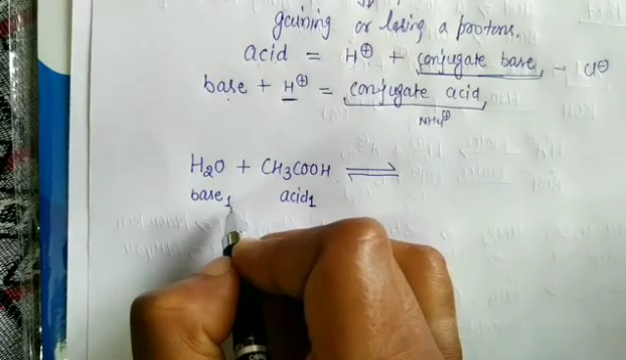 gaining or losing a protons.
acid = H⊕ + conjugate base, - Cl⊖
base + H⊕ = conjugate acid,
NH₄⊕
H₂O + CH₃COOH ⇌
base₁ acid₁